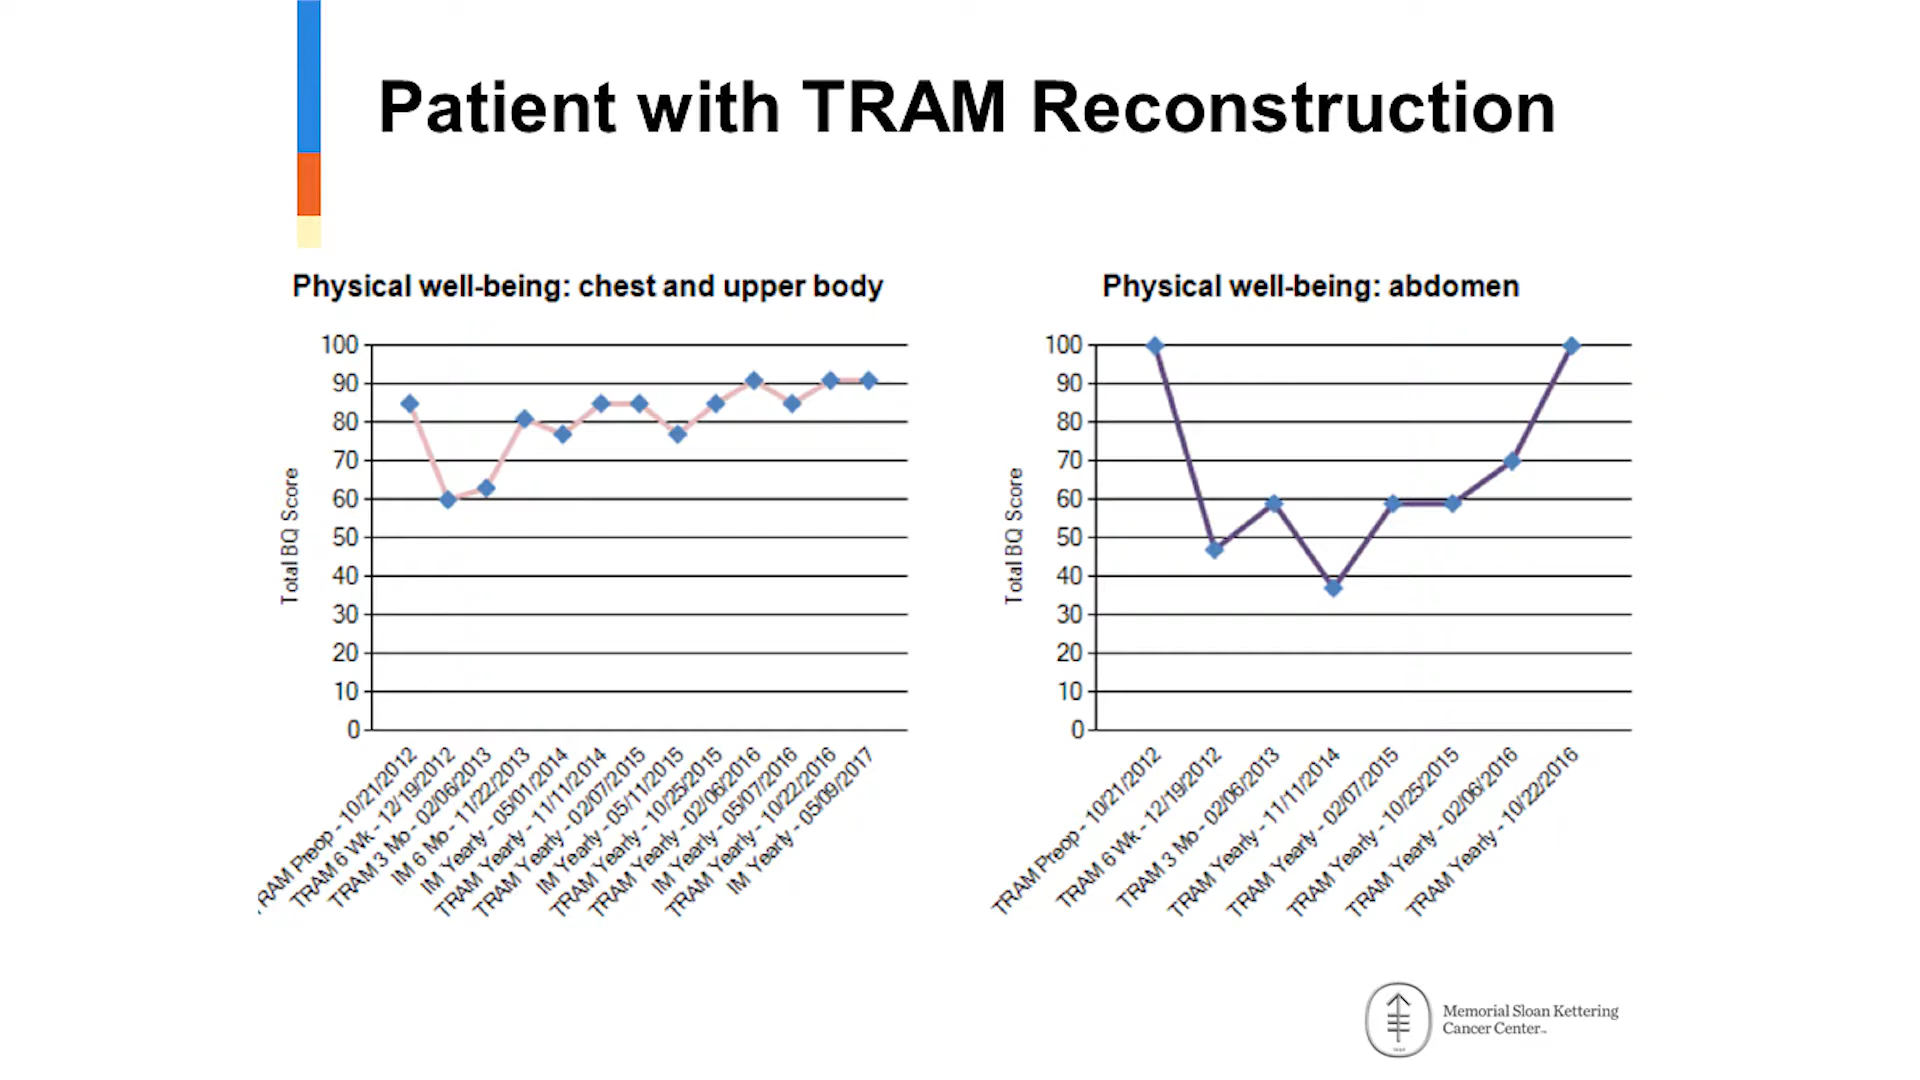 Patient with TRAM Reconstruction
Physical well-being: chest and upper body
Total BQ Score
100
90
80
70
60
50
40
30
20
10
0
TRAM Preop - 10/21/2012
TRAM 6 Wk - 12/19/2012
TRAM 3 Mo - 02/06/2013
IM 6 Mo - 11/22/2013
IM Yearly - 05/01/2014
TRAM Yearly - 11/11/2014
TRAM Yearly - 02/07/2015
IM Yearly - 05/11/2015
TRAM Yearly - 10/25/2015
TRAM Yearly - 02/06/2016
IM Yearly - 05/07/2016
TRAM Yearly - 10/22/2016
IM Yearly - 05/09/2017
Physical well-being: abdomen
Total BQ Score
100
90
80
70
60
50
40
30
20
10
0
TRAM Preop - 10/21/2012
TRAM 6 Wk - 12/19/2012
TRAM 3 Mo - 02/06/2013
TRAM Yearly - 11/11/2014
TRAM Yearly - 02/07/2015
TRAM Yearly - 10/25/2015
TRAM Yearly - 02/06/2016
TRAM Yearly - 10/22/2016
Memorial Sloan Kettering
Cancer Center